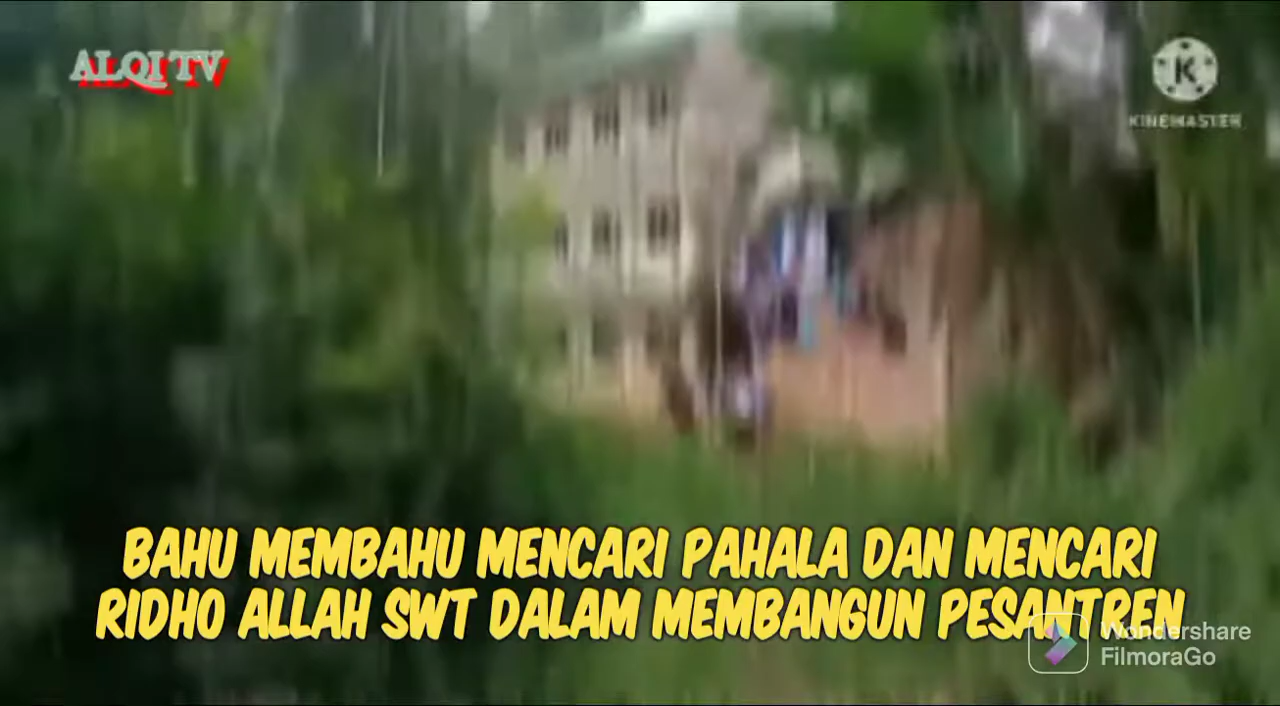 ALQI TV
K
KINEMASTER
BAHU MEMBAHU MENCARI PAHALA DAN MENCARI
RIDHO ALLAH SWT DALAM MEMBANGUN PESANTREN
Wondershare
FilmoraGo